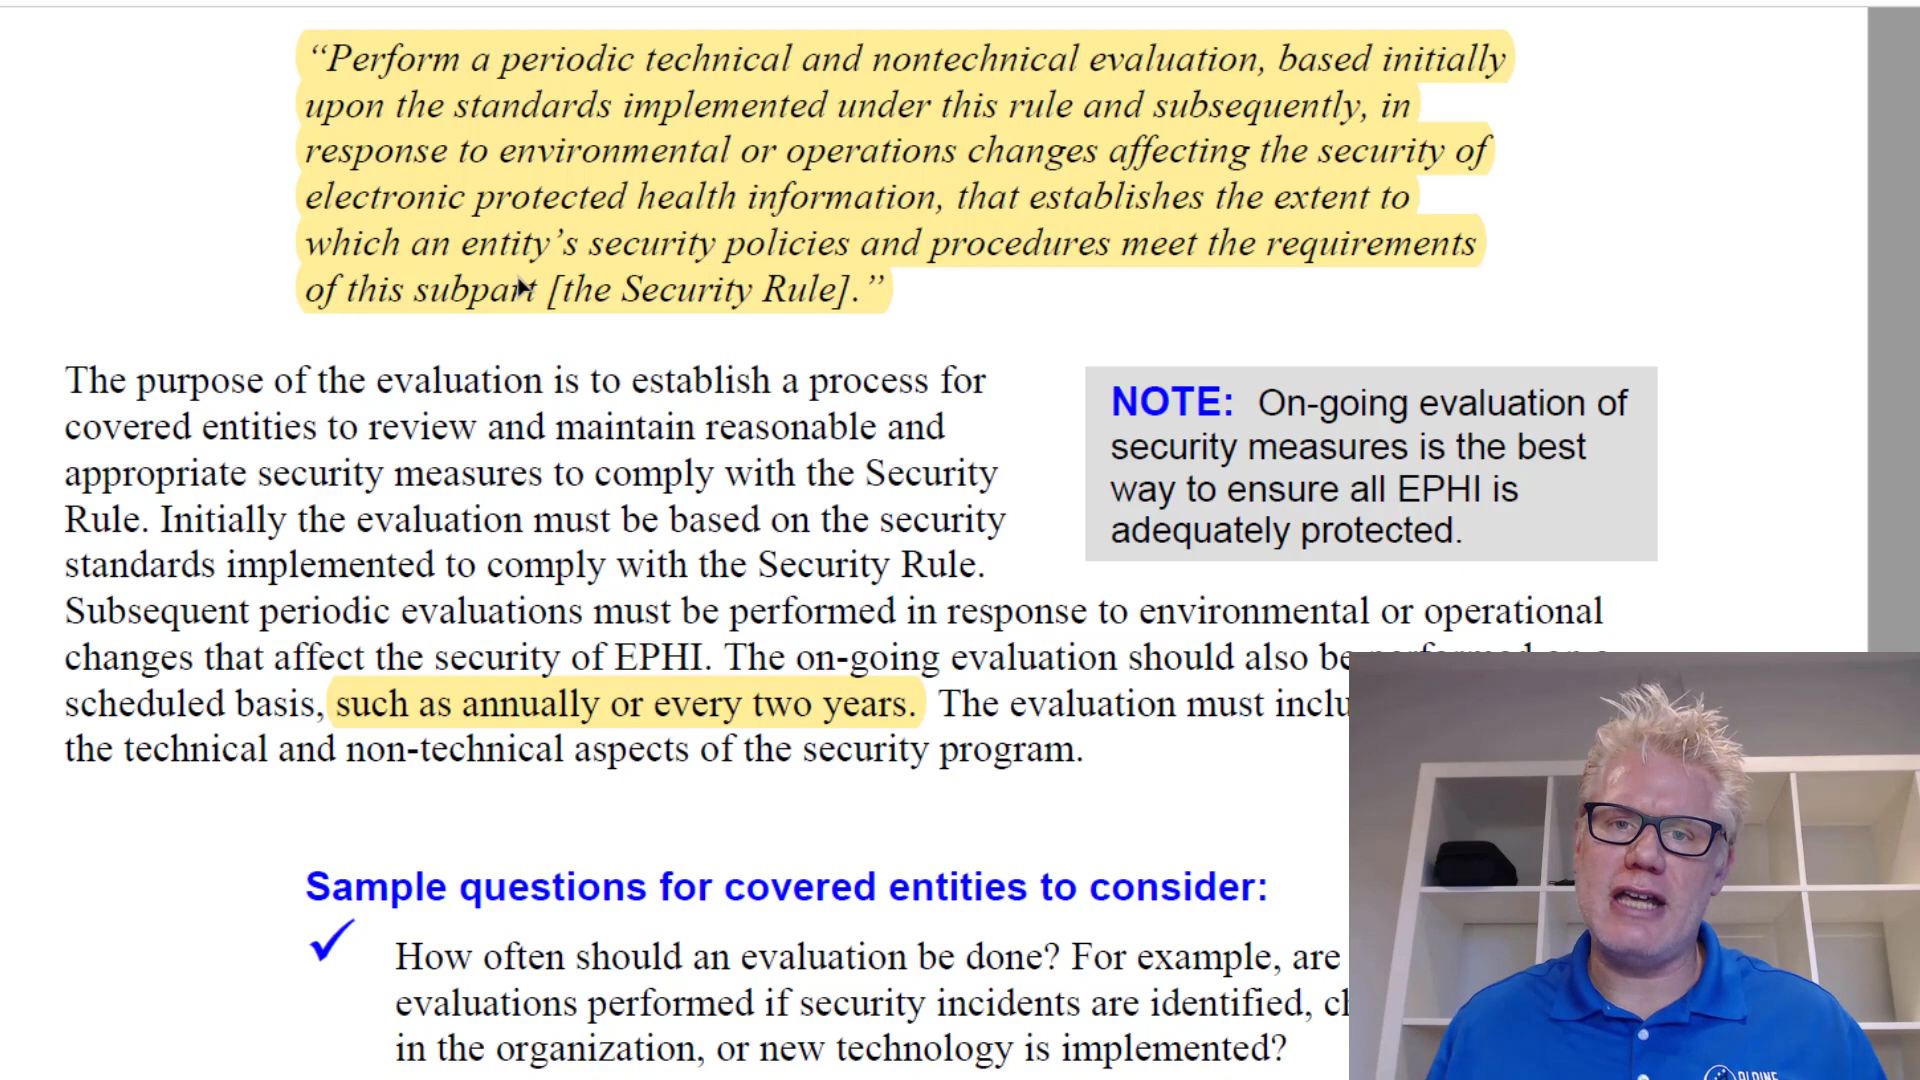 “Perform a periodic technical and nontechnical evaluation, based initially
upon the standards implemented under this rule and subsequently, in
response to environmental or operations changes affecting the security of
electronic protected health information, that establishes the extent to
which an entity’s security policies and procedures meet the requirements
of this subpart [the Security Rule].”
The purpose of the evaluation is to establish a process for
covered entities to review and maintain reasonable and
appropriate security measures to comply with the Security
Rule. Initially the evaluation must be based on the security
standards implemented to comply with the Security Rule.
NOTE: On-going evaluation of
security measures is the best
way to ensure all EPHI is
adequately protected.
Subsequent periodic evaluations must be performed in response to environmental or operational
changes that affect the security of EPHI. The on-going evaluation should also be
scheduled basis, such as annually or every two years. The evaluation must inclu
the technical and non-technical aspects of the security program.
Sample questions for covered entities to consider:
✓ How often should an evaluation be done? For example, are
evaluations performed if security incidents are identified, ch
in the organization, or new technology is implemented?